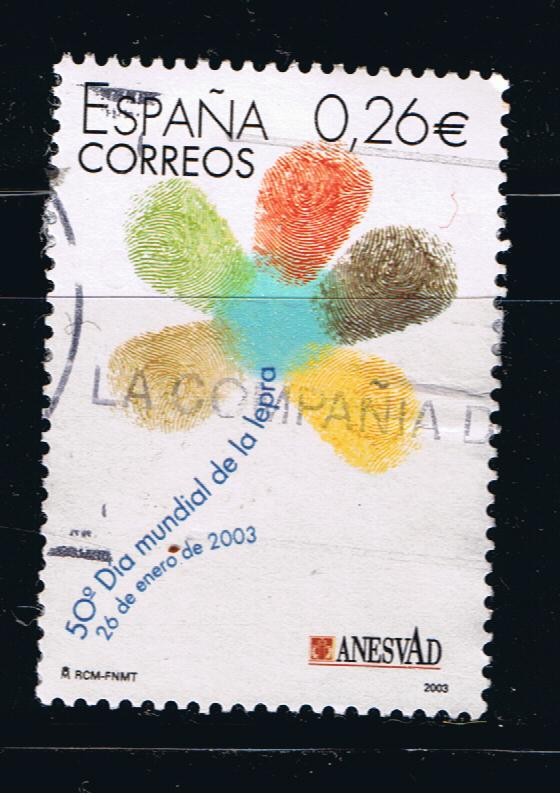 ESPAÑA 0,26€
CORREOS
LA COMPAÑIA D
50º Día mundial de la lepra
26 de enero de 2003
ANESVAD
RCM-FNMT
2003